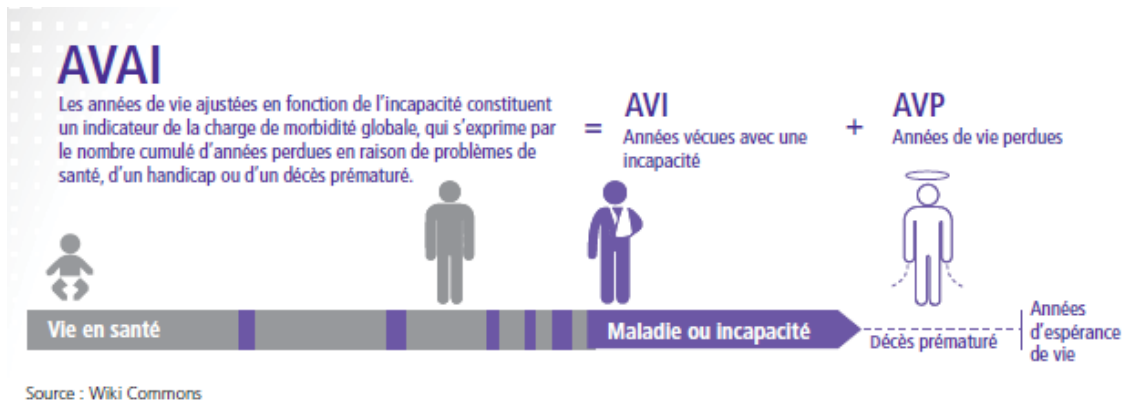 AVAI
Les années de vie ajustées en fonction de l'incapacité constituent
un indicateur de la charge de morbidité globale, qui s'exprime par
le nombre cumulé d'années perdues en raison de problèmes de
santé, d'un handicap ou d'un décès prématuré.
=
AVI
Années vécues avec une
incapacité
+
AVP
Années de vie perdues
Vie en santé
Maladie ou incapacité
Décès prématuré
Années
d'espérance
de vie
Source : Wiki Commons